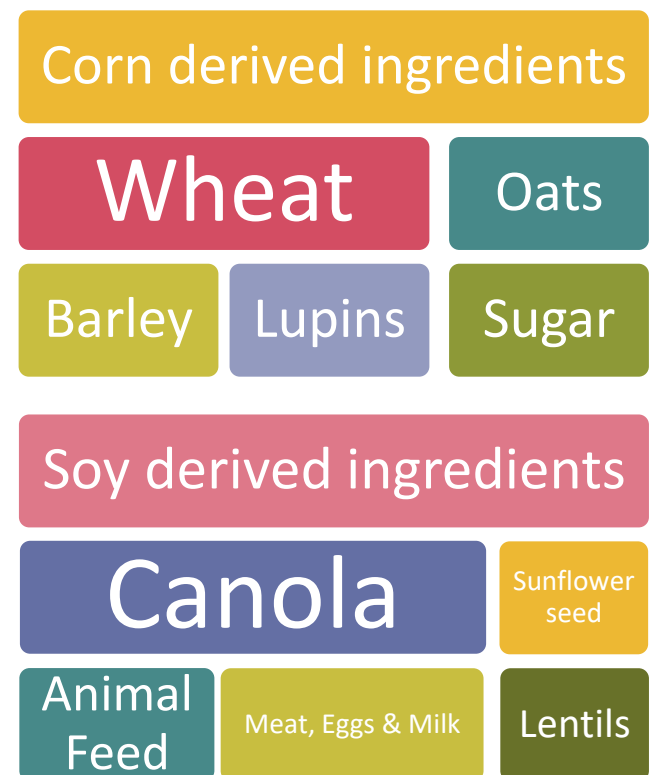 Corn derived ingredients
Wheat
Oats
Barley
Lupins
Sugar
Soy derived ingredients
Canola
Sunflower
seed
Animal
Feed
Meat, Eggs & Milk
Lentils